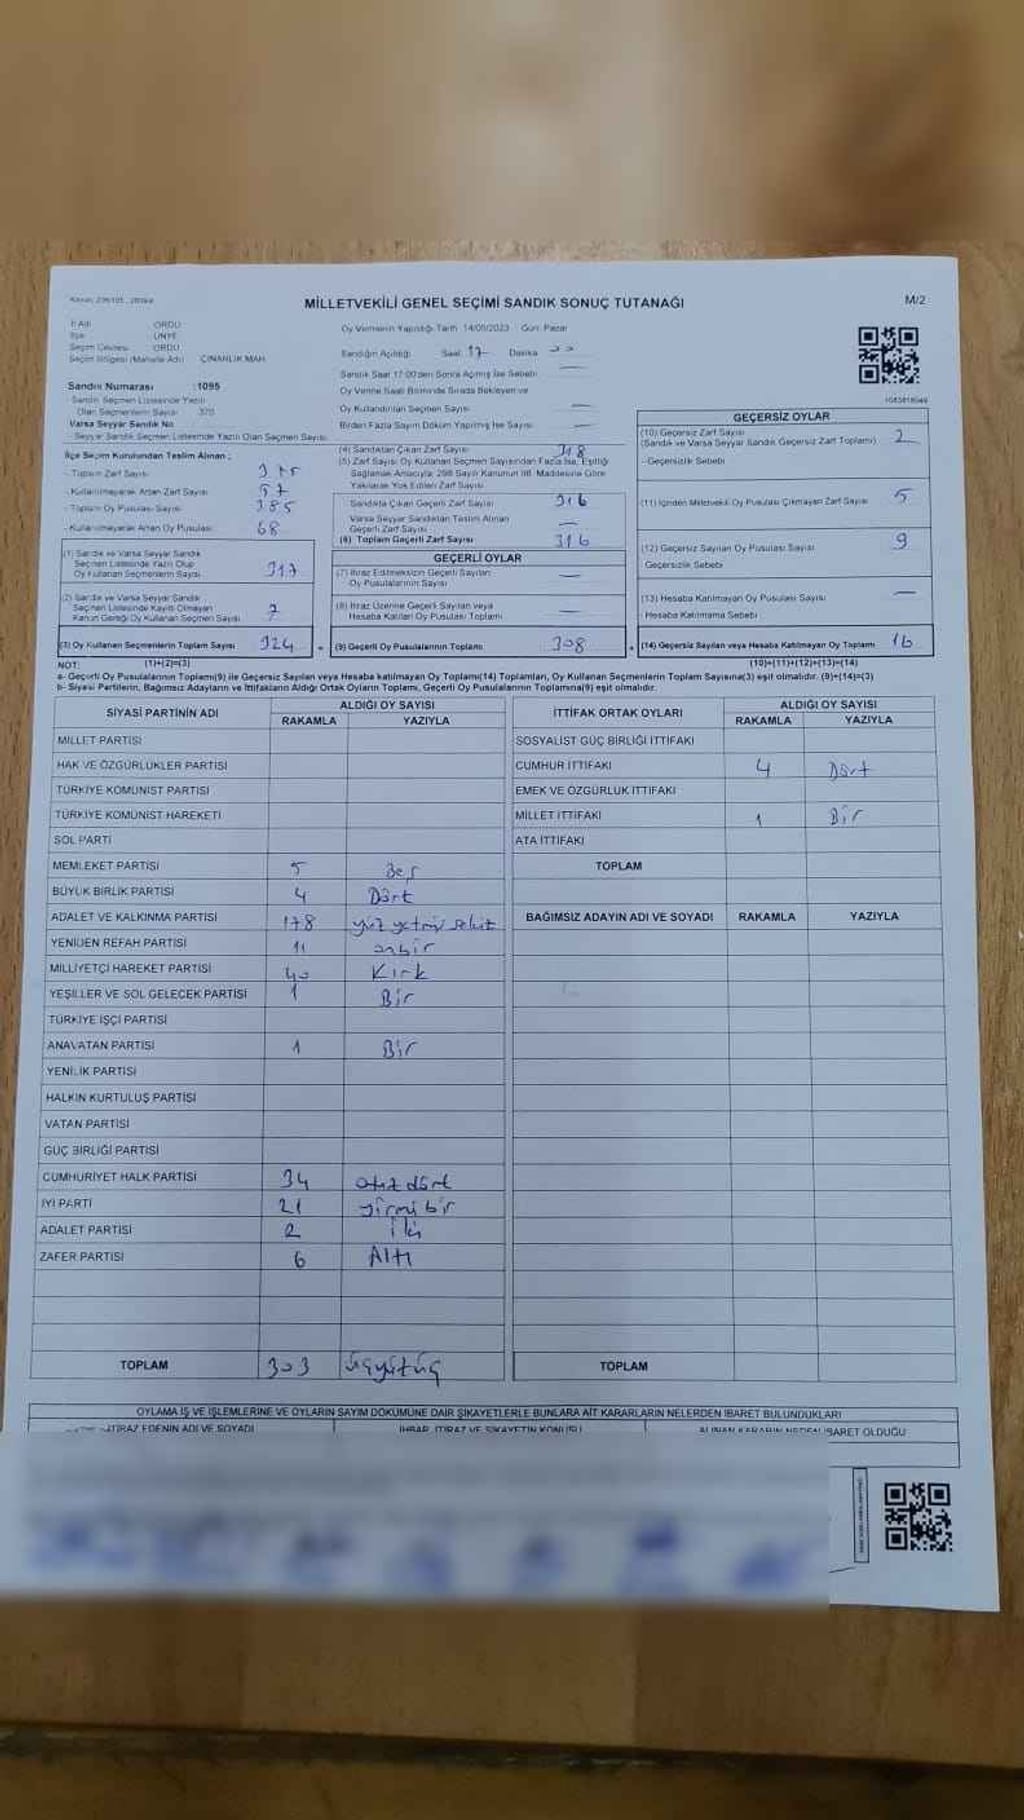 MİLLETVEKİLİ GENEL SEÇİMİ SANDIK SONUÇ TUTANAĞI
M/2
İl Adı ORDU
İlçe ÜNYE
Seçim Çevresi ORDU
Seçim Bölgesi (Mahalle Adı) ÇINARLIK MAH.
Sandık Numarası :1095
Sandık Seçmen Listesinde Yazılı
Olan Seçmenlerin Sayısı 370
Varsa Seyyar Sandık No
Seyyar Sandık Seçmen Listesinde Yazılı Olan Seçmen Sayısı
İlçe Seçim Kurulundan Teslim Alınan ;
- Toplam Zarf Sayısı
- Kullanılmayarak Artan Zarf Sayısı 57
- Toplam Oy Pusulası Sayısı 385
- Kullanılmayarak Artan Oy Pusulası 68
(1) Sandık ve Varsa Seyyar Sandık
Seçmen Listesinde Yazılı Olup
Oy Kullanan Seçmenlerin Sayısı 317
(2) Sandık ve Varsa Seyyar Sandık
Seçmen Listesinde Kayıtlı Olmayan
Kanun Gereği Oy Kullanan Seçmen Sayısı 7
(3) Oy Kullanan Seçmenlerin Toplam Sayısı 324
Oy Vermenin Yapıldığı Tarih 14/05/2023 Gün: Pazar
Sandığın Açıldığı Saat 17 Dakika
Sandık Saat 17:00'den Sonra Açılmış İse Sebebi —
Oy Verme Saati Bitiminde Sırada Bekleyen ve
Oy Kullandırılan Seçmen Sayısı —
Birden Fazla Sayım Döküm Yapılmış İse Sayısı —
(4) Sandıktan Çıkan Zarf Sayısı 318
(5) Zarf Sayısı Oy Kullanan Seçmen Sayısından Fazla İse, Eşitliği
Sağlamak Amacıyla; 298 Sayılı Kanunun 98. Maddesine Göre
Yakılarak Yok Edilen Zarf Sayısı
Sandıkta Çıkan Geçerli Zarf Sayısı 316
Varsa Seyyar Sandıktan Teslim Alınan
Geçerli Zarf Sayısı —
(6) Toplam Geçerli Zarf Sayısı 316
GEÇERLİ OYLAR
(7) İtiraz Edilmeksizin Geçerli Sayılan
Oy Pusulalarının Sayısı —
(8) İtiraz Üzerine Geçerli Sayılan veya
Hesaba Katılan Oy Pusulası Toplamı —
(9) Geçerli Oy Pusulalarının Toplamı 308
GEÇERSİZ OYLAR
(10) Geçersiz Zarf Sayısı
(Sandık ve Varsa Seyyar Sandık Geçersiz Zarf Toplamı) 2
- Geçersizlik Sebebi
(11) İçinden Milletvekili Oy Pusulası Çıkmayan Zarf Sayısı 5
(12) Geçersiz Sayılan Oy Pusulası Sayısı 9
Geçersizlik Sebebi
(13) Hesaba Katılmayan Oy Pusulası Sayısı —
- Hesaba Katılmama Sebebi
(14) Geçersiz Sayılan veya Hesaba Katılmayan Oy Toplamı 16
NOT: (1)+(2)=(3) (10)+(11)+(12)+(13)=(14)
a- Geçerli Oy Pusulalarının Toplamı(9) ile Geçersiz Sayılan veya Hesaba katılmayan Oy Toplamı(14) Toplamları, Oy Kullanan Seçmenlerin Toplam Sayısına(3) eşit olmalıdır. (9)+(14)=(3)
b- Siyasi Partilerin, Bağımsız Adayların ve İttifakların Aldığı Ortak Oyların Toplamı, Geçerli Oy Pusulalarının Toplamına(9) eşit olmalıdır.
SİYASİ PARTİNİN ADI ALDIĞI OY SAYISI
RAKAMLA YAZIYLA
MİLLET PARTİSİ
HAK VE ÖZGÜRLÜKLER PARTİSİ
TÜRKİYE KOMÜNİST PARTİSİ
TÜRKİYE KOMÜNİST HAREKETİ
SOL PARTİ
MEMLEKET PARTİSİ 5 Beş
BÜYÜK BİRLİK PARTİSİ 4 Dört
ADALET VE KALKINMA PARTİSİ 178 yüz yetmiş sekiz
YENİDEN REFAH PARTİSİ 11 onbir
MİLLİYETÇİ HAREKET PARTİSİ 40 Kırk
YEŞİLLER VE SOL GELECEK PARTİSİ 1 Bir
TÜRKİYE İŞÇİ PARTİSİ
ANAVATAN PARTİSİ 1 Bir
YENİLİK PARTİSİ
HALKIN KURTULUŞ PARTİSİ
VATAN PARTİSİ
GÜÇ BİRLİĞİ PARTİSİ
CUMHURİYET HALK PARTİSİ 34 otuz dört
İYİ PARTİ 21 yirmi bir
ADALET PARTİSİ 2 iki
ZAFER PARTİSİ 6 Altı
TOPLAM 303 üçyüzüç
İTTİFAK ORTAK OYLARI ALDIĞI OY SAYISI
RAKAMLA YAZIYLA
SOSYALİST GÜÇ BİRLİĞİ İTTİFAKI
CUMHUR İTTİFAKI 4 Dört
EMEK VE ÖZGÜRLÜK İTTİFAKI
MİLLET İTTİFAKI 1 Bir
ATA İTTİFAKI
TOPLAM
BAĞIMSIZ ADAYIN ADI VE SOYADI RAKAMLA YAZIYLA
TOPLAM
OYLAMA İŞ VE İŞLEMLERİNE VE OYLARIN SAYIM DÖKÜMÜNE DAİR ŞİKAYETLERLE BUNLARA AİT KARARLARIN NELERDEN İBARET BULUNDUKLARI
İTİRAZ EDENİN ADI VE SOYADI İHBAR, İTİRAZ VE ŞİKAYETİN KONUSU ALINAN KARARIN NEDEN İBARET OLDUĞU